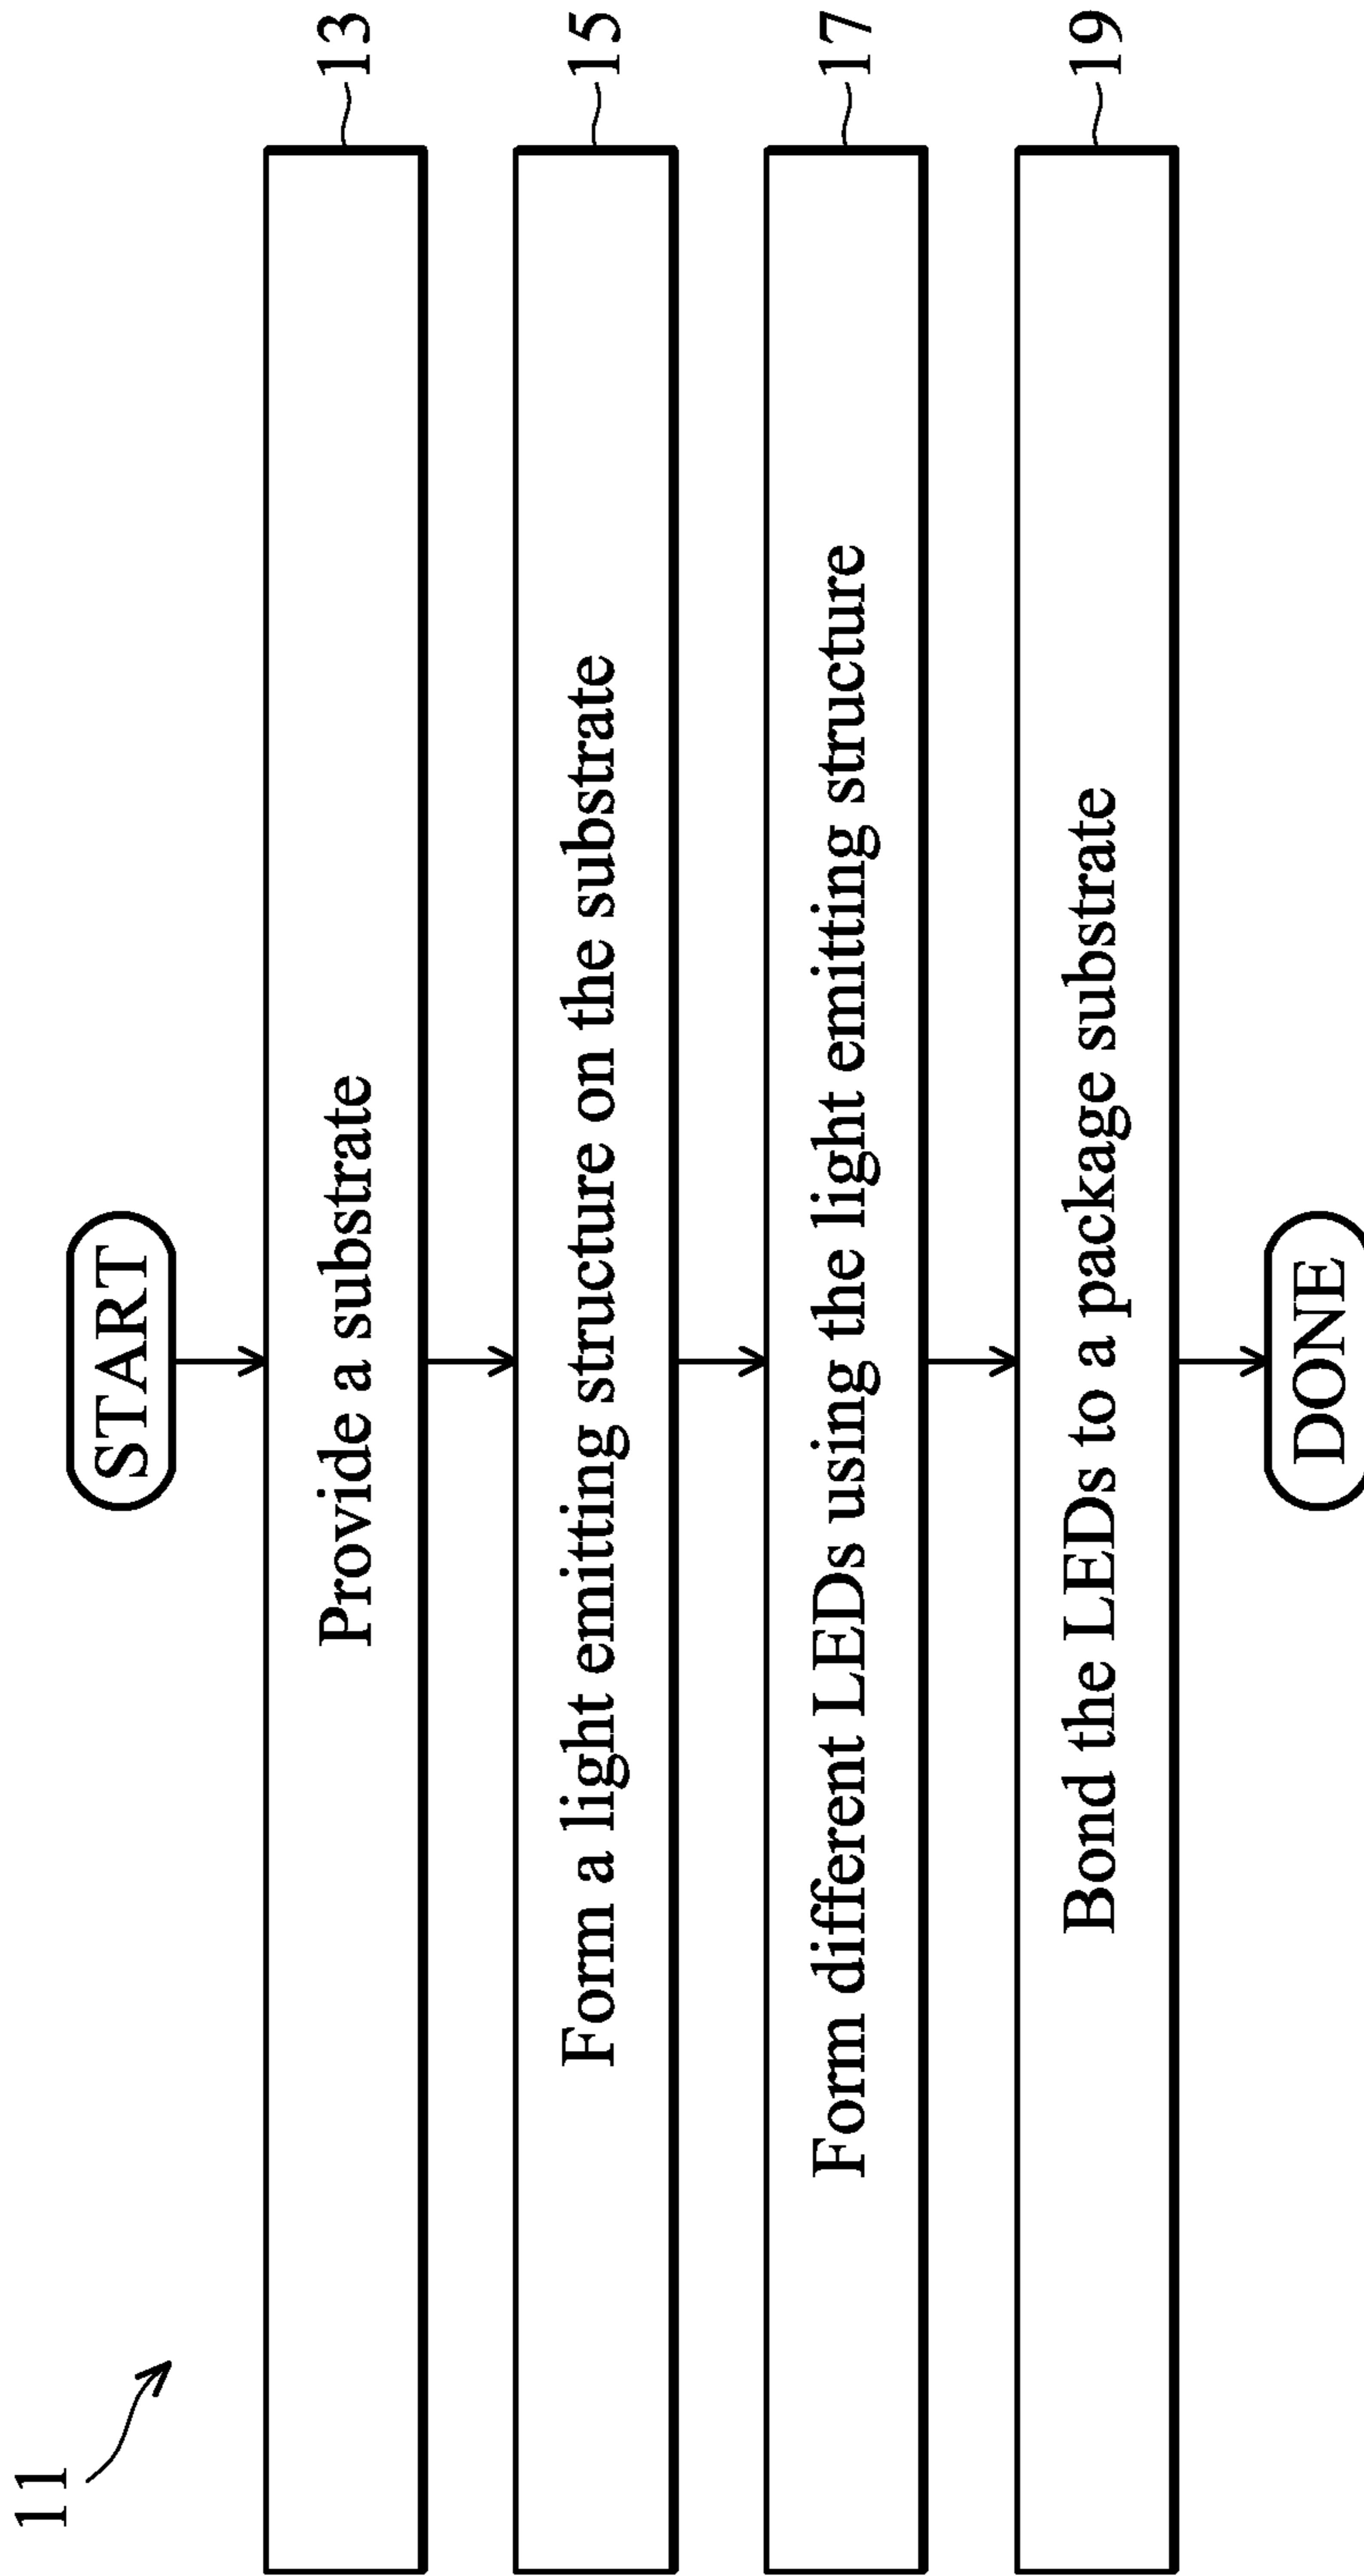 11
START
Provide a substrate
13
Form a light emitting structure on the substrate
15
Form different LEDs using the light emitting structure
17
Bond the LEDs to a package substrate
19
DONE